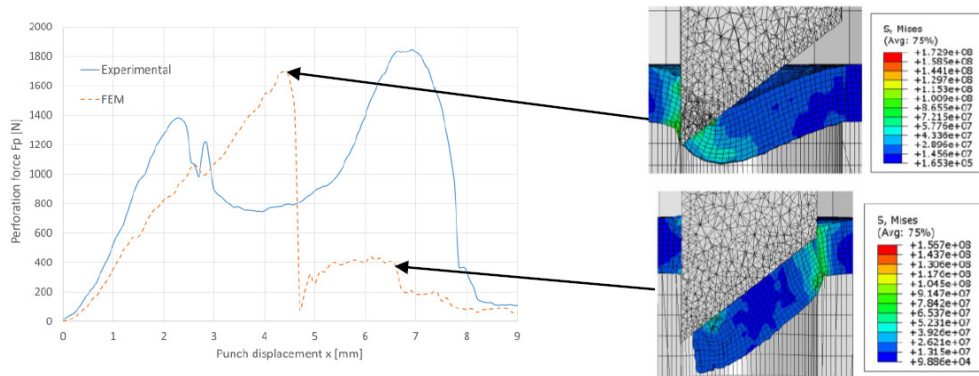 2000
1800
1600
1400
1200
1000
800
600
400
200
0
Perforation force Fp [N]
Experimental
FEM
0 1 2 3 4 5 6 7 8 9
Punch displacement x [mm]
S, Mises
(Avg: 75%)
+1.729e+08
+1.585e+08
+1.441e+08
+1.297e+08
+1.153e+08
+1.009e+08
+8.655e+07
+7.215e+07
+5.776e+07
+4.336e+07
+2.896e+07
+1.456e+07
+1.653e+05
S, Mises
(Avg: 75%)
+1.567e+08
+1.437e+08
+1.306e+08
+1.176e+08
+1.045e+08
+9.147e+07
+7.842e+07
+6.537e+07
+5.231e+07
+3.926e+07
+2.621e+07
+1.315e+07
+9.886e+04